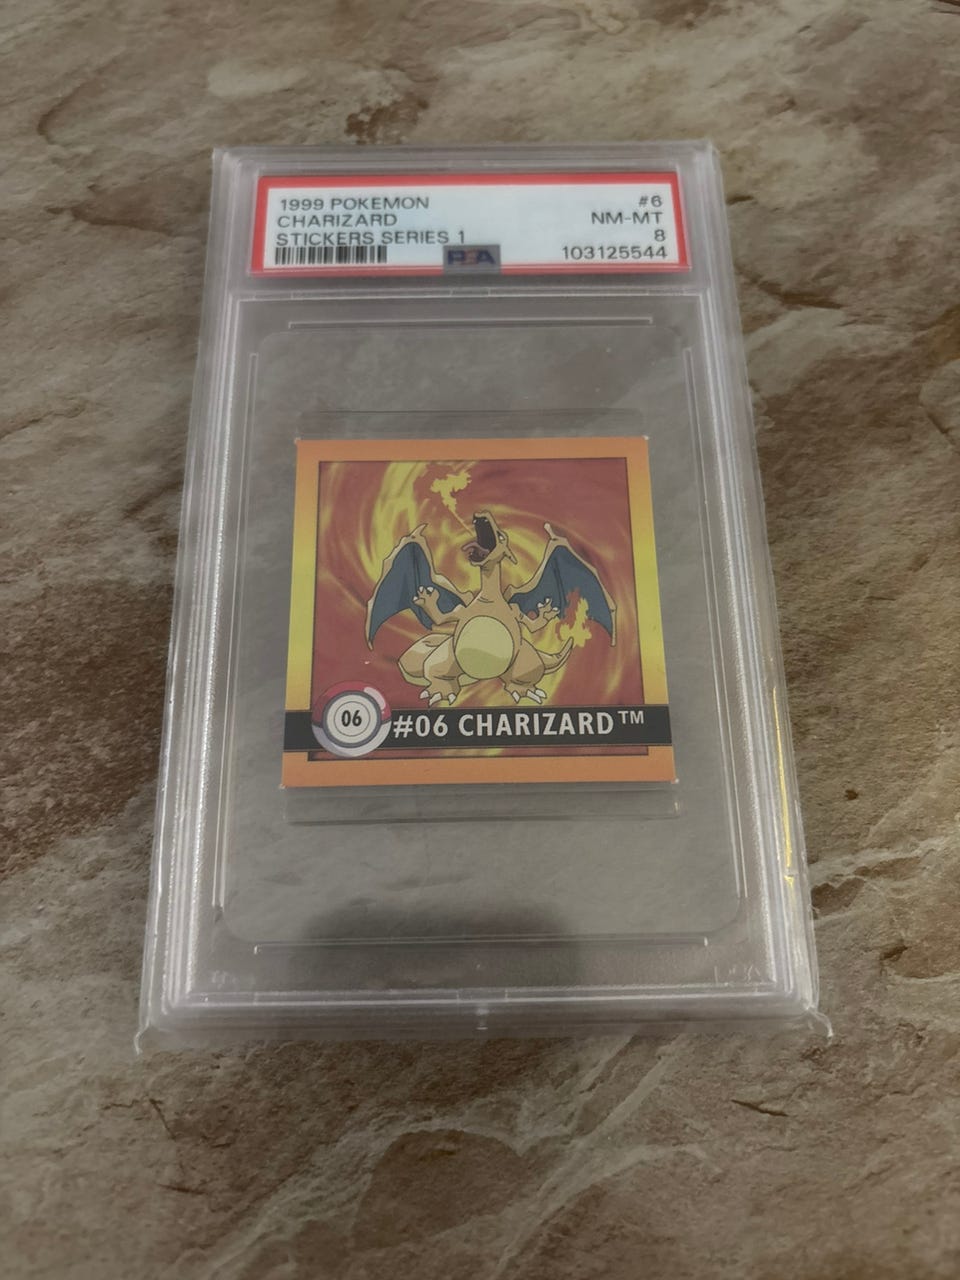 1999 POKEMON #6
CHARIZARD NM-MT
STICKERS SERIES 1 8
PSA 103125544
06 #06 CHARIZARD™